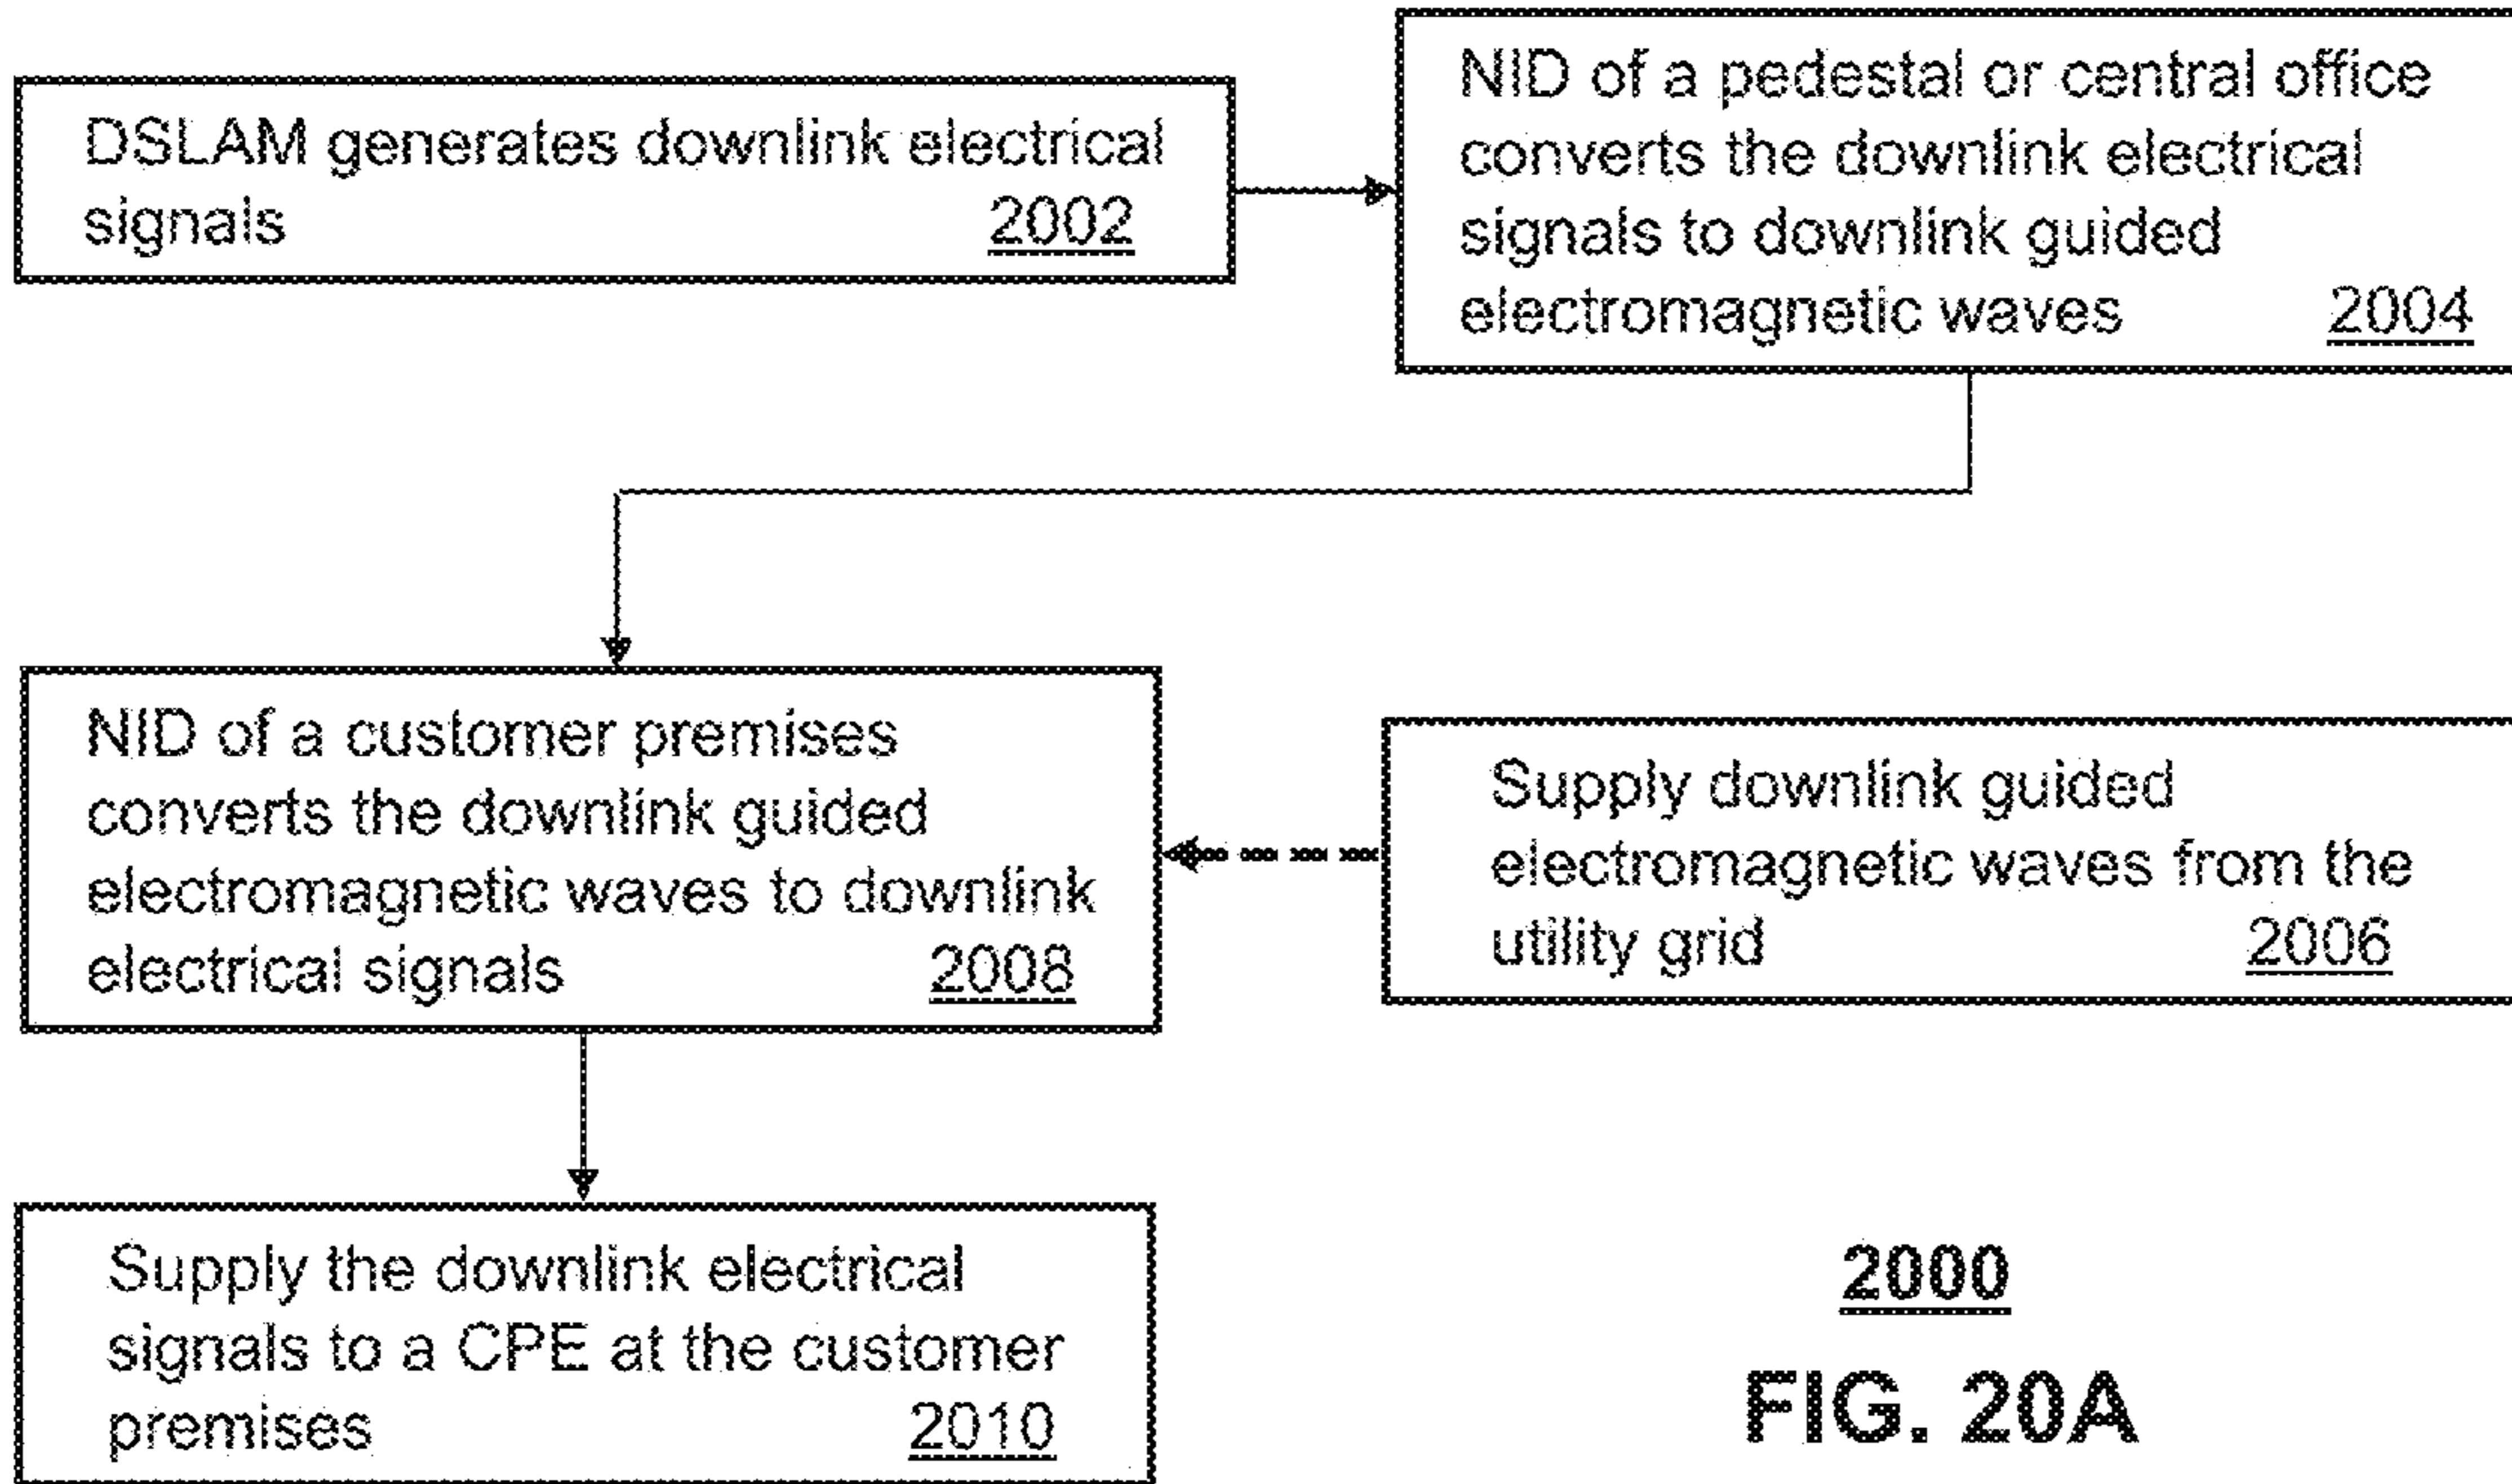 DSLAM generates downlink electrical
signals 2002
NID of a pedestal or central office
converts the downlink electrical
signals to downlink guided
electromagnetic waves 2004
NID of a customer premises
converts the downlink guided
electromagnetic waves to downlink
electrical signals 2008
Supply downlink guided
electromagnetic waves from the
utility grid 2006
Supply the downlink electrical
signals to a CPE at the customer
premises 2010
2000
FIG. 20A